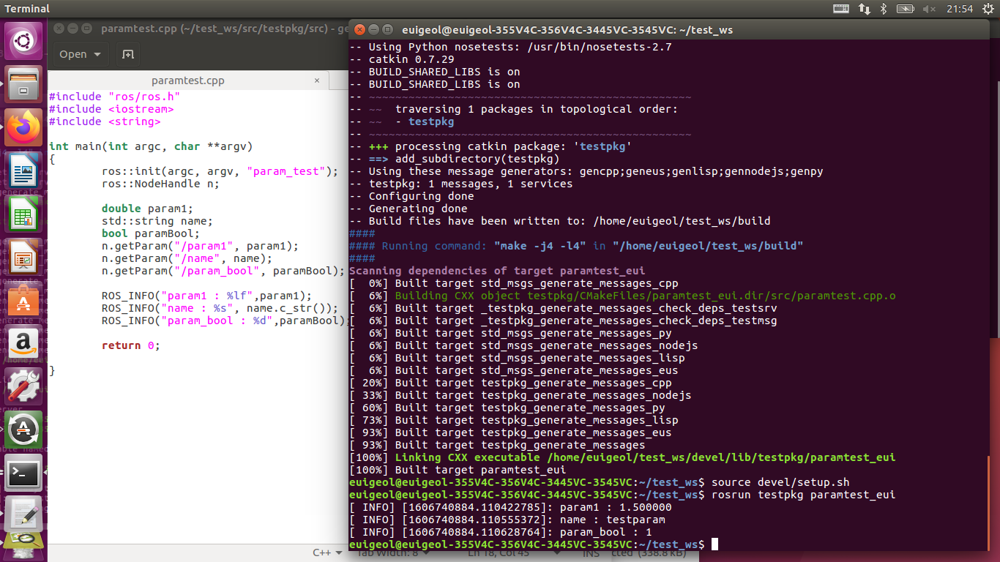 Terminal
21:54
paramtest.cpp (~/test_ws/src/testpkg/src) - ge
Open
paramtest.cpp ×
#include "ros/ros.h"
#include <iostream>
#include <string>
int main(int argc, char **argv)
{
ros::init(argc, argv, "param_test");
ros::NodeHandle n;
double param1;
std::string name;
bool paramBool;
n.getParam("/param1", param1);
n.getParam("/name", name);
n.getParam("/param_bool", paramBool);
ROS_INFO("param1 : %lf",param1);
ROS_INFO("name : %s", name.c_str());
ROS_INFO("param_bool : %d",paramBool);
return 0;
}
C++
Tab Width: 8
Ln 18, Col 45
INS
cted (338.8 kB)
euigeol@euigeol-355V4C-356V4C-3445VC-3545VC: ~/test_ws
-- Using Python nosetests: /usr/bin/nosetests-2.7
-- catkin 0.7.29
-- BUILD_SHARED_LIBS is on
-- BUILD_SHARED_LIBS is on
-- ~~~~~~~~~~~~~~~~~~~~~~~~~~~~~~~~~~~~~~~~~~~~~~~~~
-- ~~  traversing 1 packages in topological order:
-- ~~  - testpkg
-- ~~~~~~~~~~~~~~~~~~~~~~~~~~~~~~~~~~~~~~~~~~~~~~~~~
-- +++ processing catkin package: 'testpkg'
-- ==> add_subdirectory(testpkg)
-- Using these message generators: gencpp;geneus;genlisp;gennodejs;genpy
-- testpkg: 1 messages, 1 services
-- Configuring done
-- Generating done
-- Build files have been written to: /home/euigeol/test_ws/build
####
#### Running command: "make -j4 -l4" in "/home/euigeol/test_ws/build"
####
Scanning dependencies of target paramtest_eui
[  0%] Built target std_msgs_generate_messages_cpp
[  6%] Building CXX object testpkg/CMakeFiles/paramtest_eui.dir/src/paramtest.cpp.o
[  6%] Built target _testpkg_generate_messages_check_deps_testsrv
[  6%] Built target _testpkg_generate_messages_check_deps_testmsg
[  6%] Built target std_msgs_generate_messages_py
[  6%] Built target std_msgs_generate_messages_nodejs
[  6%] Built target std_msgs_generate_messages_lisp
[  6%] Built target std_msgs_generate_messages_eus
[ 20%] Built target testpkg_generate_messages_cpp
[ 33%] Built target testpkg_generate_messages_nodejs
[ 60%] Built target testpkg_generate_messages_py
[ 73%] Built target testpkg_generate_messages_lisp
[ 93%] Built target testpkg_generate_messages_eus
[ 93%] Built target testpkg_generate_messages
[100%] Linking CXX executable /home/euigeol/test_ws/devel/lib/testpkg/paramtest_eui
[100%] Built target paramtest_eui
euigeol@euigeol-355V4C-356V4C-3445VC-3545VC:~/test_ws$ source devel/setup.sh
euigeol@euigeol-355V4C-356V4C-3445VC-3545VC:~/test_ws$ rosrun testpkg paramtest_eui
[ INFO] [1606740884.110422785]: param1 : 1.500000
[ INFO] [1606740884.110555372]: name : testparam
[ INFO] [1606740884.110628764]: param_bool : 1
euigeol@euigeol-355V4C-356V4C-3445VC-3545VC:~/test_ws$